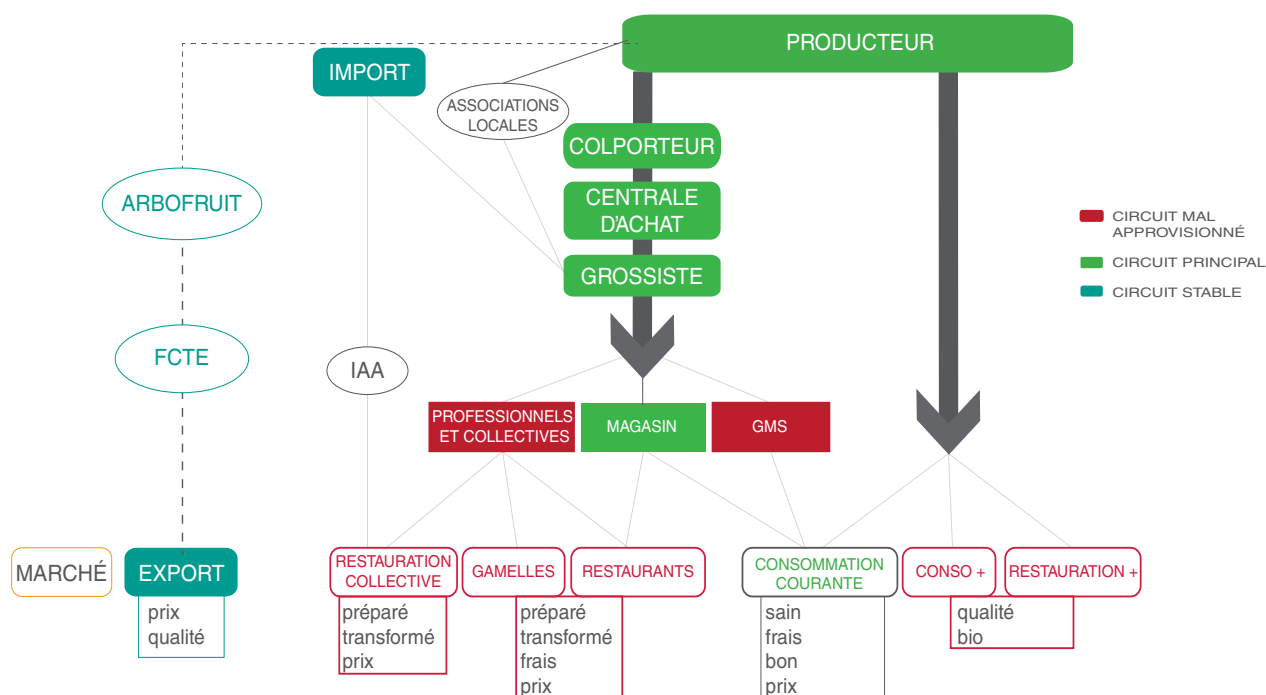 PRODUCTEUR
IMPORT
ASSOCIATIONS
LOCALES
COLPORTEUR
ARBOFRUIT
CENTRALE
D'ACHAT
CIRCUIT MAL
APPROVISIONNÉ
CIRCUIT PRINCIPAL
CIRCUIT STABLE
GROSSISTE
FCTE
IAA
PROFESSIONNELS
ET COLLECTIVES
MAGASIN
GMS
MARCHÉ
EXPORT
prix
qualité
RESTAURATION
COLLECTIVE
préparé
transformé
prix
GAMELLES
RESTAURANTS
préparé
transformé
frais
prix
CONSOMMATION
COURANTE
sain
frais
bon
prix
CONSO +
RESTAURATION +
qualité
bio